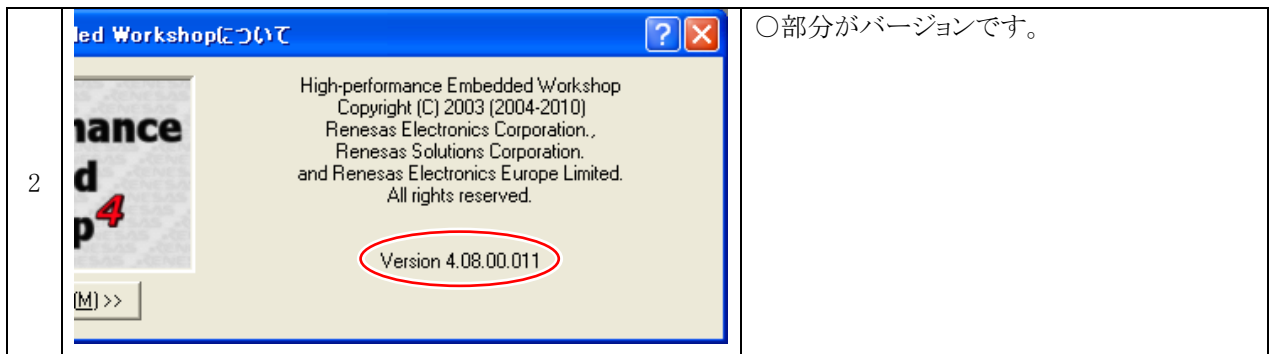 2
led Workshopについて
mance
d
p4
(M) >>
High-performance Embedded Workshop
Copyright (C) 2003 (2004-2010)
Renesas Electronics Corporation.,
Renesas Solutions Corporation.
and Renesas Electronics Europe Limited.
All rights reserved.
Version 4.08.00.011
○部分がバージョンです。